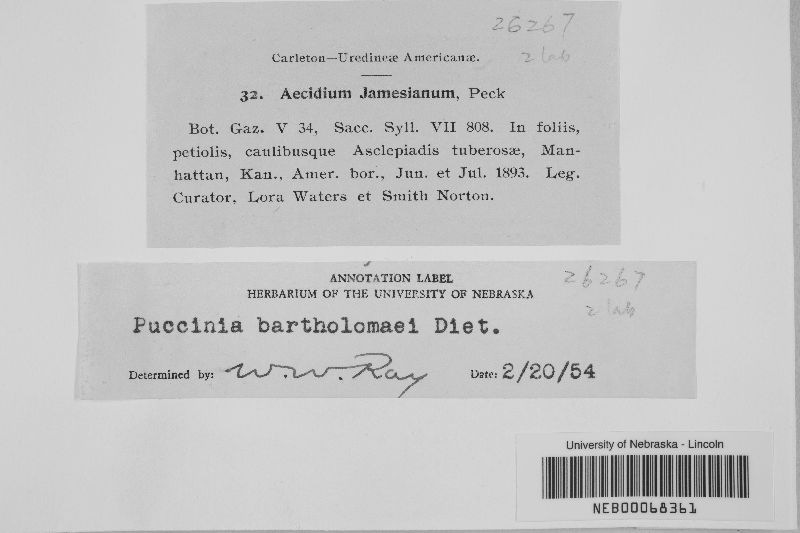 26267
2 lab
Carleton—Uredineæ Americanæ.
32. Aecidium Jamesianum, Peck
Bot. Gaz. V 34, Sacc. Syll. VII 808. In foliis,
petiolis, caulibusque Asclepiadis tuberosæ, Man-
hattan, Kan., Amer. bor., Jun. et Jul. 1893. Leg.
Curator, Lora Waters et Smith Norton.
ANNOTATION LABEL
HERBARIUM OF THE UNIVERSITY OF NEBRASKA
26267
2 lab
Puccinia bartholomaei Diet.
Determined by: W.W. Ray Date: 2/20/54
University of Nebraska - Lincoln
NEB00068361